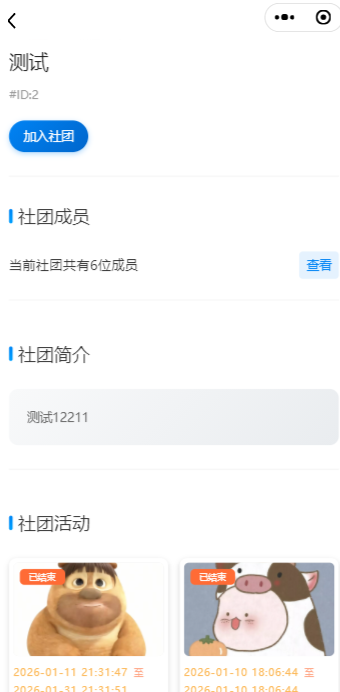 测试
#ID:2
加入社团
社团成员
当前社团共有6位成员
查看
社团简介
测试12211
社团活动
已结束
已结束
2026-01-11 21:31:47 至
2026-01-31 21:31:51
2026-01-10 18:06:44 至
2026-01-10 18:06:44